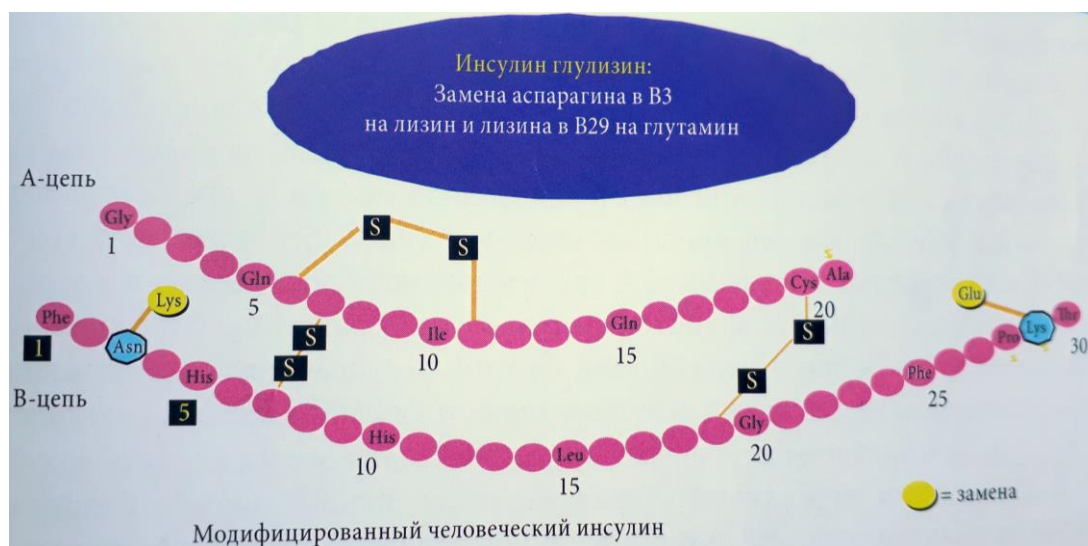 Инсулин глулизин:
Замена аспарагина в В3
на лизин и лизина в В29 на глутамин
А-цепь
Gly
1
Gln
5
S
S
Ile
10
Gln
15
Cys
Ala
20
Phe
1
Lys
Asn
His
5
В-цепь
S
S
His
10
Leu
15
S
S
Gly
20
Phe
25
Glu
Pro
Lys
Thr
30
= замена
Модифицированный человеческий инсулин